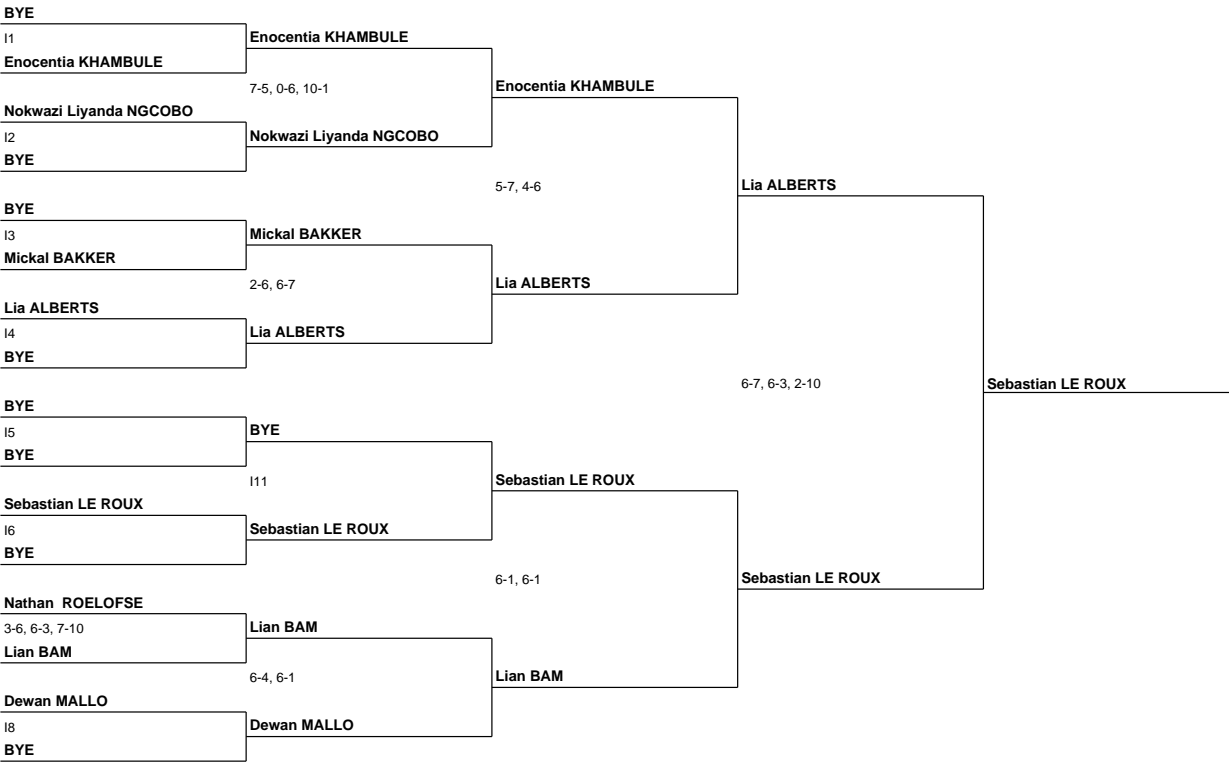 BYE
I1
Enocentia KHAMBULE
Nokwazi Liyanda NGCOBO
I2
BYE
BYE
I3
Mickal BAKKER
Lia ALBERTS
I4
BYE
BYE
I5
BYE
Sebastian LE ROUX
I6
BYE
Nathan ROELOFSE
3-6, 6-3, 7-10
Lian BAM
Dewan MALLO
I8
BYE
Enocentia KHAMBULE
7-5, 0-6, 10-1
Nokwazi Liyanda NGCOBO
Mickal BAKKER
2-6, 6-7
Lia ALBERTS
BYE
I11
Sebastian LE ROUX
Lian BAM
6-4, 6-1
Dewan MALLO
Enocentia KHAMBULE
5-7, 4-6
Lia ALBERTS
Sebastian LE ROUX
6-1, 6-1
Lian BAM
Lia ALBERTS
6-7, 6-3, 2-10
Sebastian LE ROUX
Sebastian LE ROUX